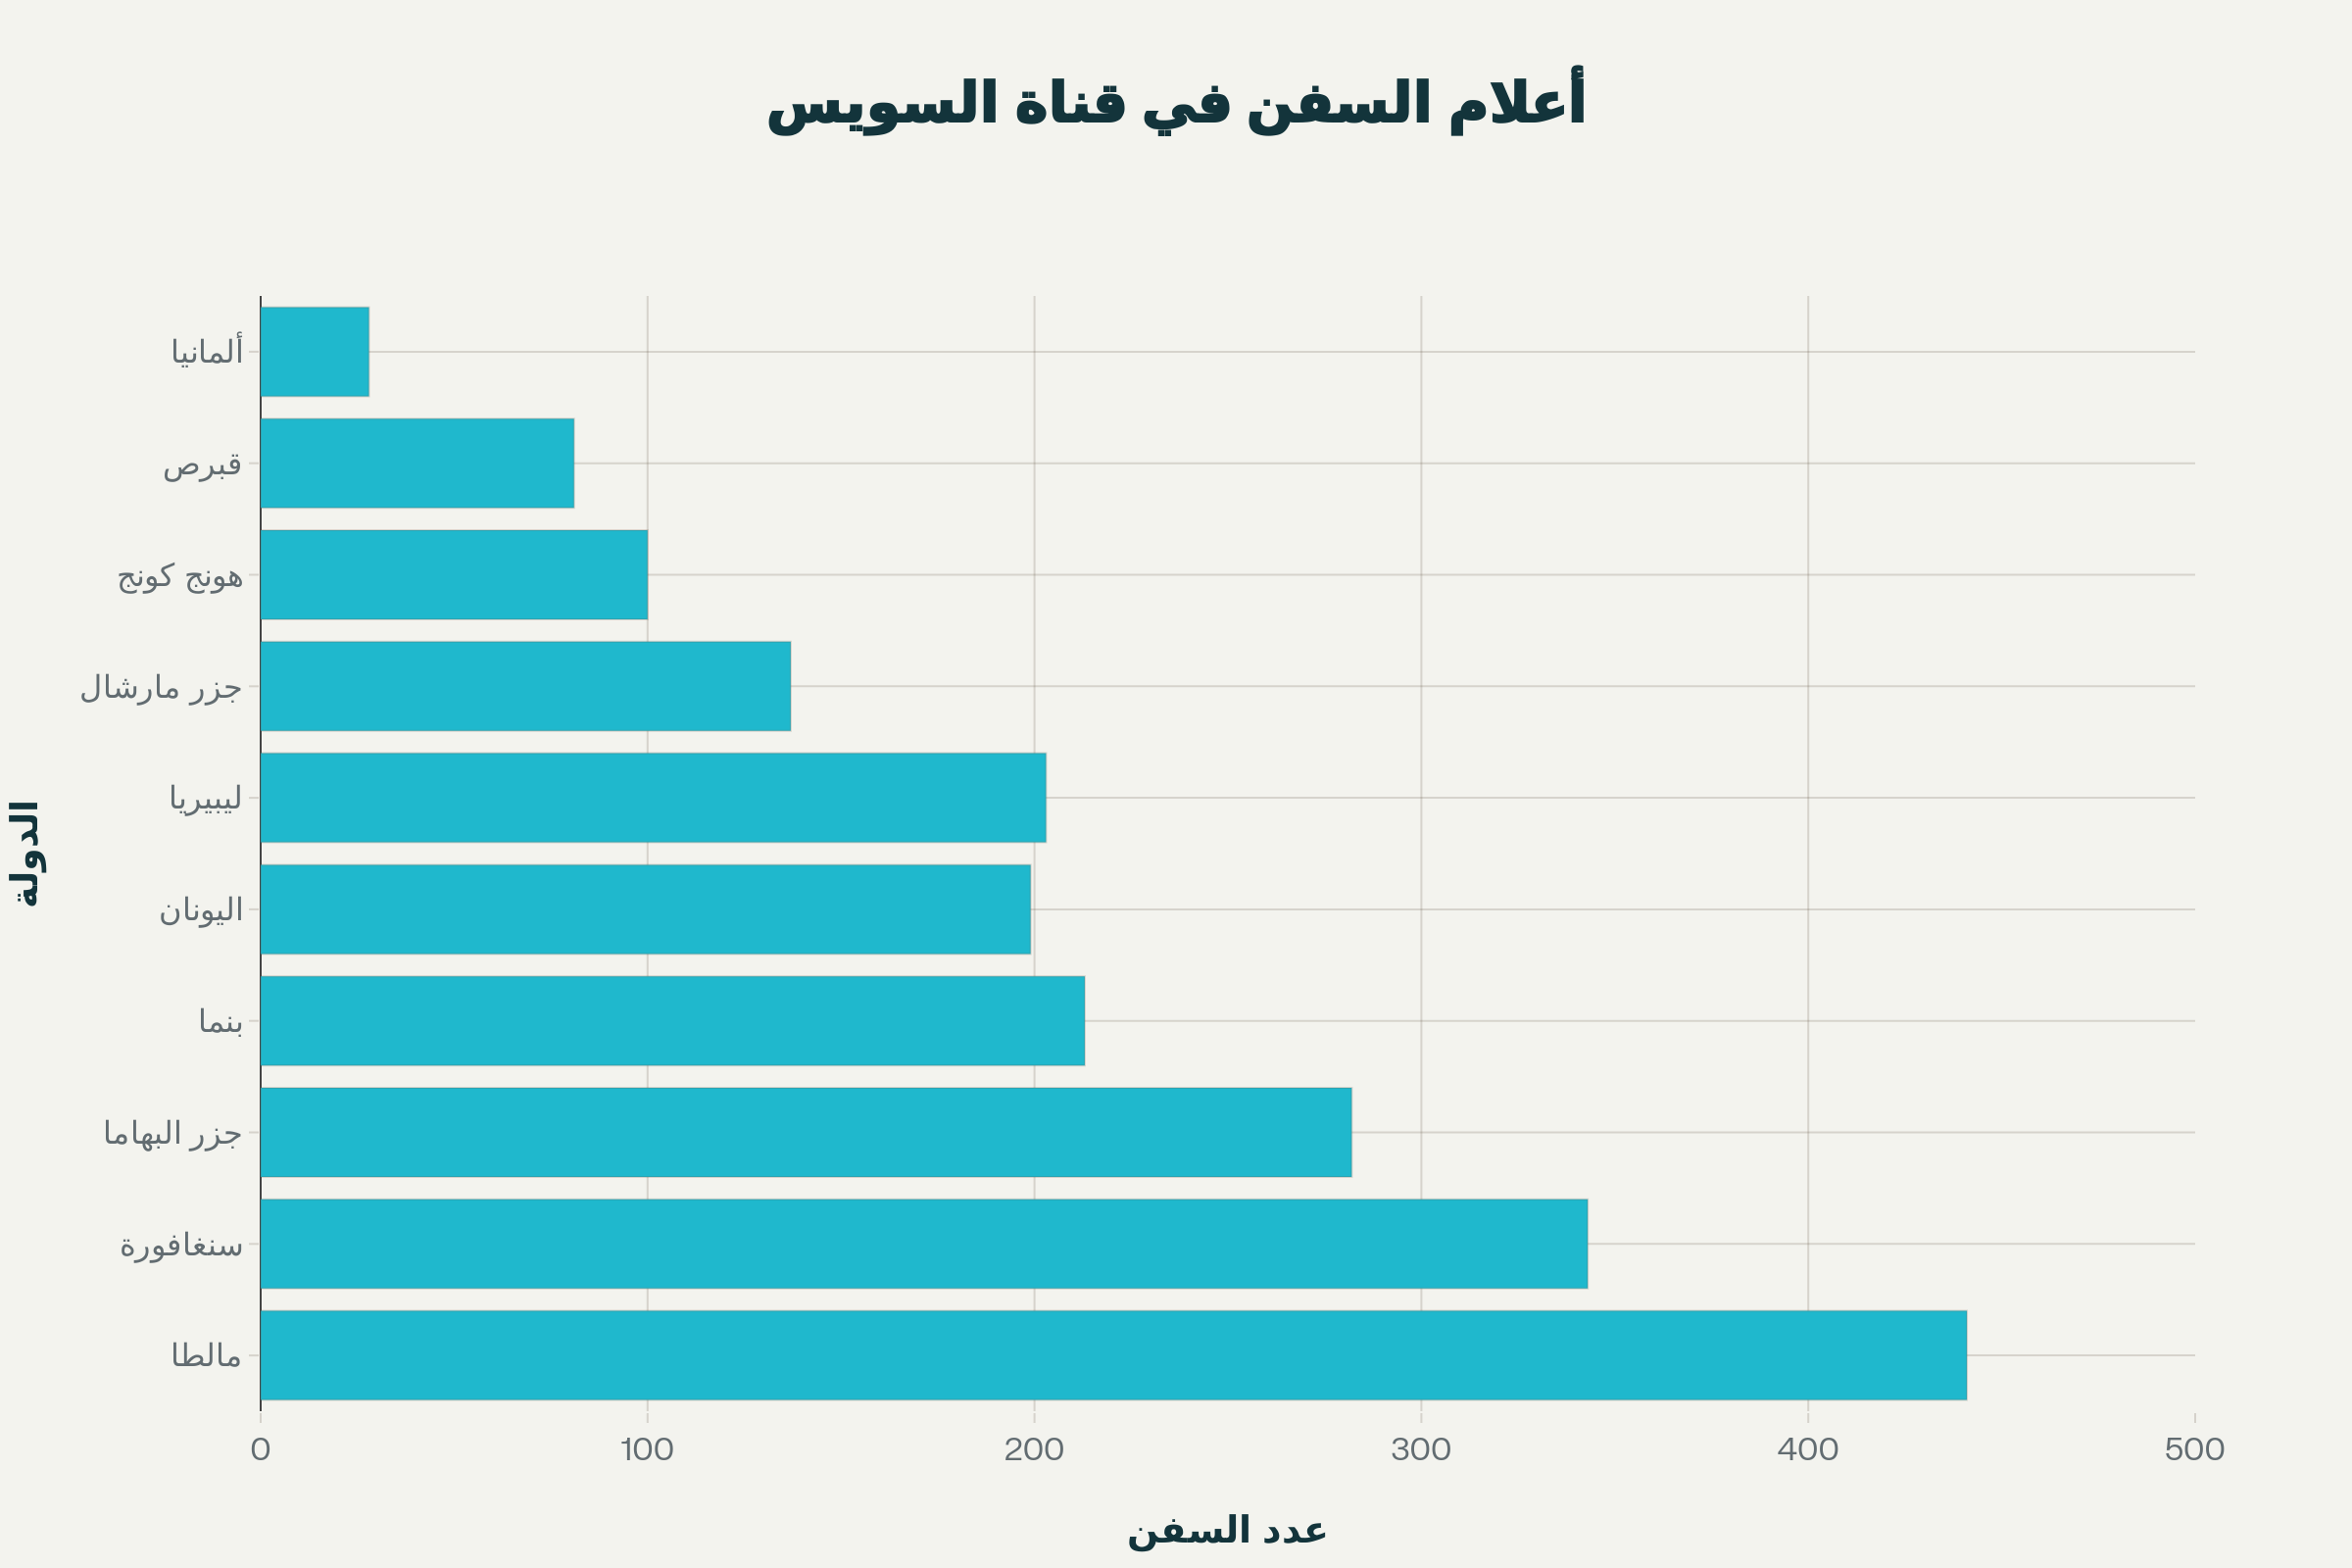 أعلام السفن في قناة السويس
ألمانيا
قبرص
هونج كونج
جزر مارشال
ليبيريا
اليونان
بنما
جزر البهاما
سنغافورة
مالطا
الدولة
0 100 200 300 400 500
عدد السفن